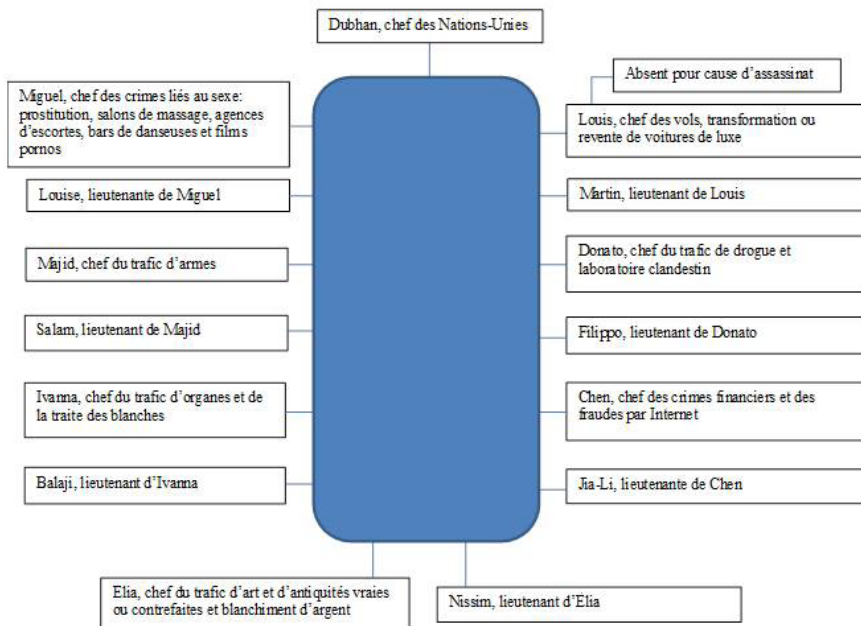 Dubhan, chef des Nations-Unies
Absent pour cause d'assassinat
Miguel, chef des crimes liés au sexe:
prostitution, salons de massage, agences
d'escortes, bars de danseuses et films
pornos
Louis, chef des vols, transformation ou
revente de voitures de luxe
Louise, lieutenante de Miguel
Martin, lieutenant de Louis
Majid, chef du trafic d'armes
Donato, chef du trafic de drogue et
laboratoire clandestin
Salam, lieutenant de Majid
Filippo, lieutenant de Donato
Ivanna, chef du trafic d'organes et de
la traite des blanches
Chen, chef des crimes financiers et des
fraudes par Internet
Balaji, lieutenant d'Ivanna
Jia-Li, lieutenante de Chen
Elia, chef du trafic d'art et d'antiquités vraies
ou contrefaites et blanchiment d'argent
Nissim, lieutenant d'Élia